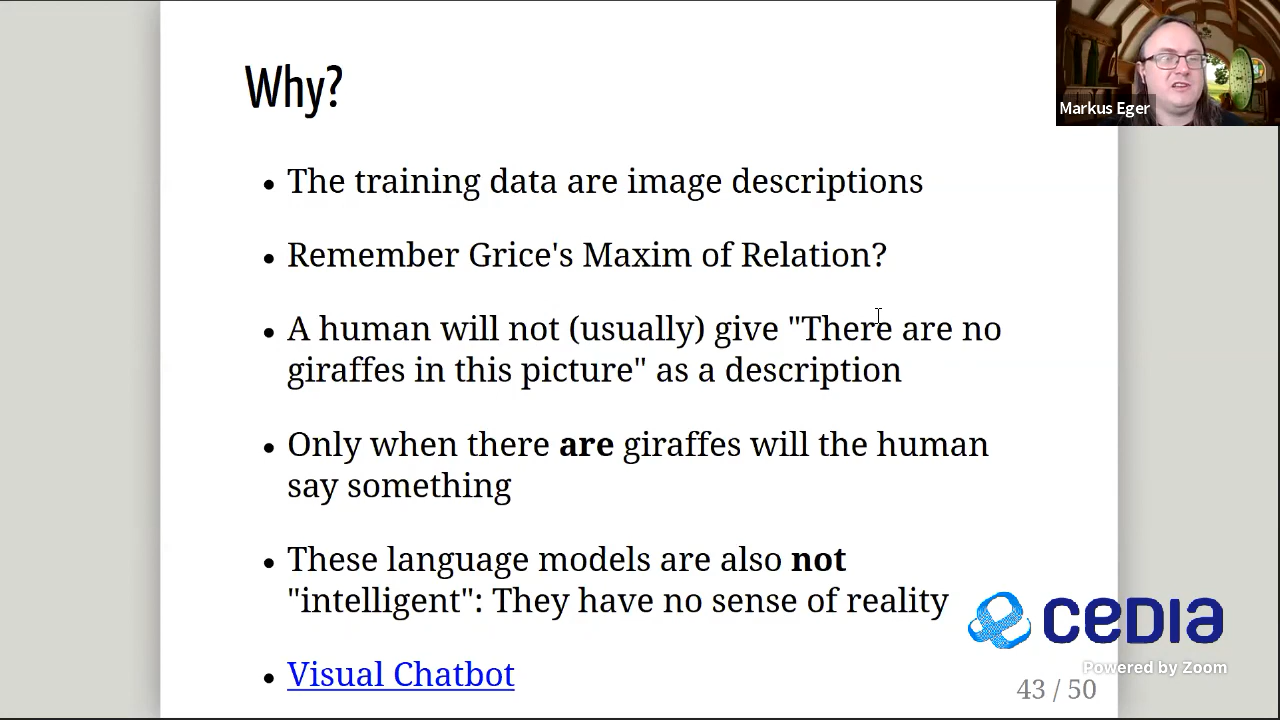 Why?
Markus Eger
• The training data are image descriptions
• Remember Grice's Maxim of Relation?
• A human will not (usually) give "There are no
giraffes in this picture" as a description
• Only when there are giraffes will the human
say something
• These language models are also not
"intelligent": They have no sense of reality
cedia
Powered by Zoom
• Visual Chatbot
43 / 50